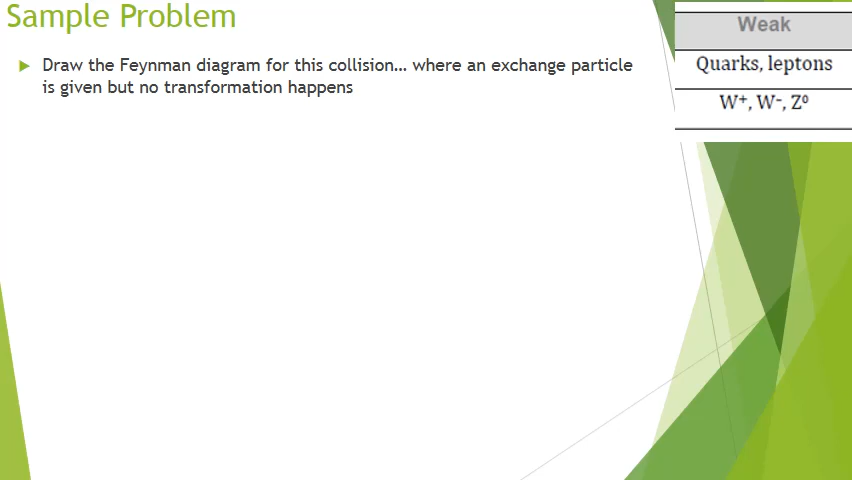 Sample Problem
Draw the Feynman diagram for this collision… where an exchange particle
is given but no transformation happens
Weak
Quarks, leptons
W⁺, W⁻, Z⁰